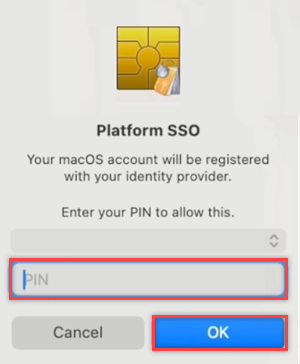 Platform SSO
Your macOS account will be registered
with your identity provider.
Enter your PIN to allow this.
PIN
Cancel
OK